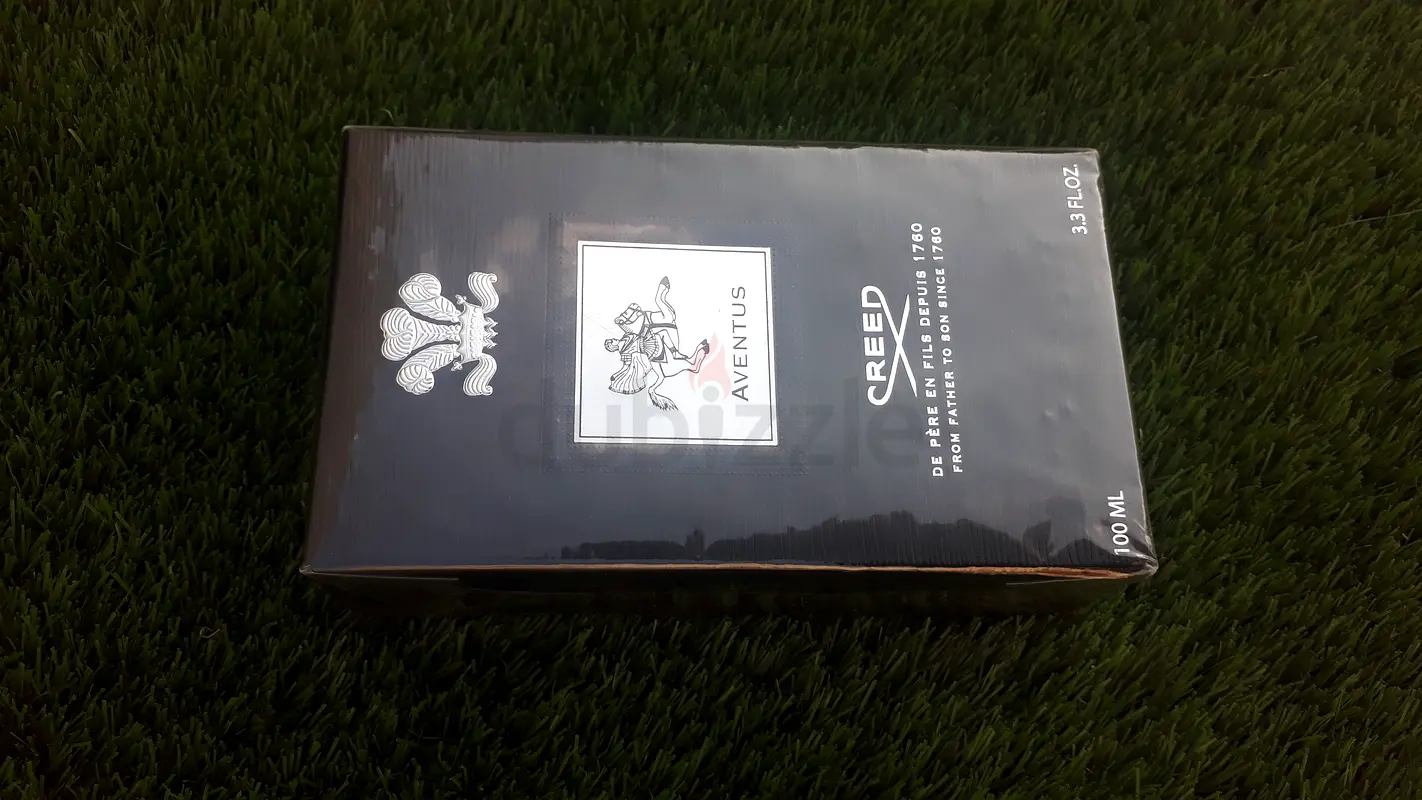 AVENTUS
CREED
DE PÈRE EN FILS DEPUIS 1760
FROM FATHER TO SON SINCE 1760
100 ML
3.3 FL.OZ.
dubizzle